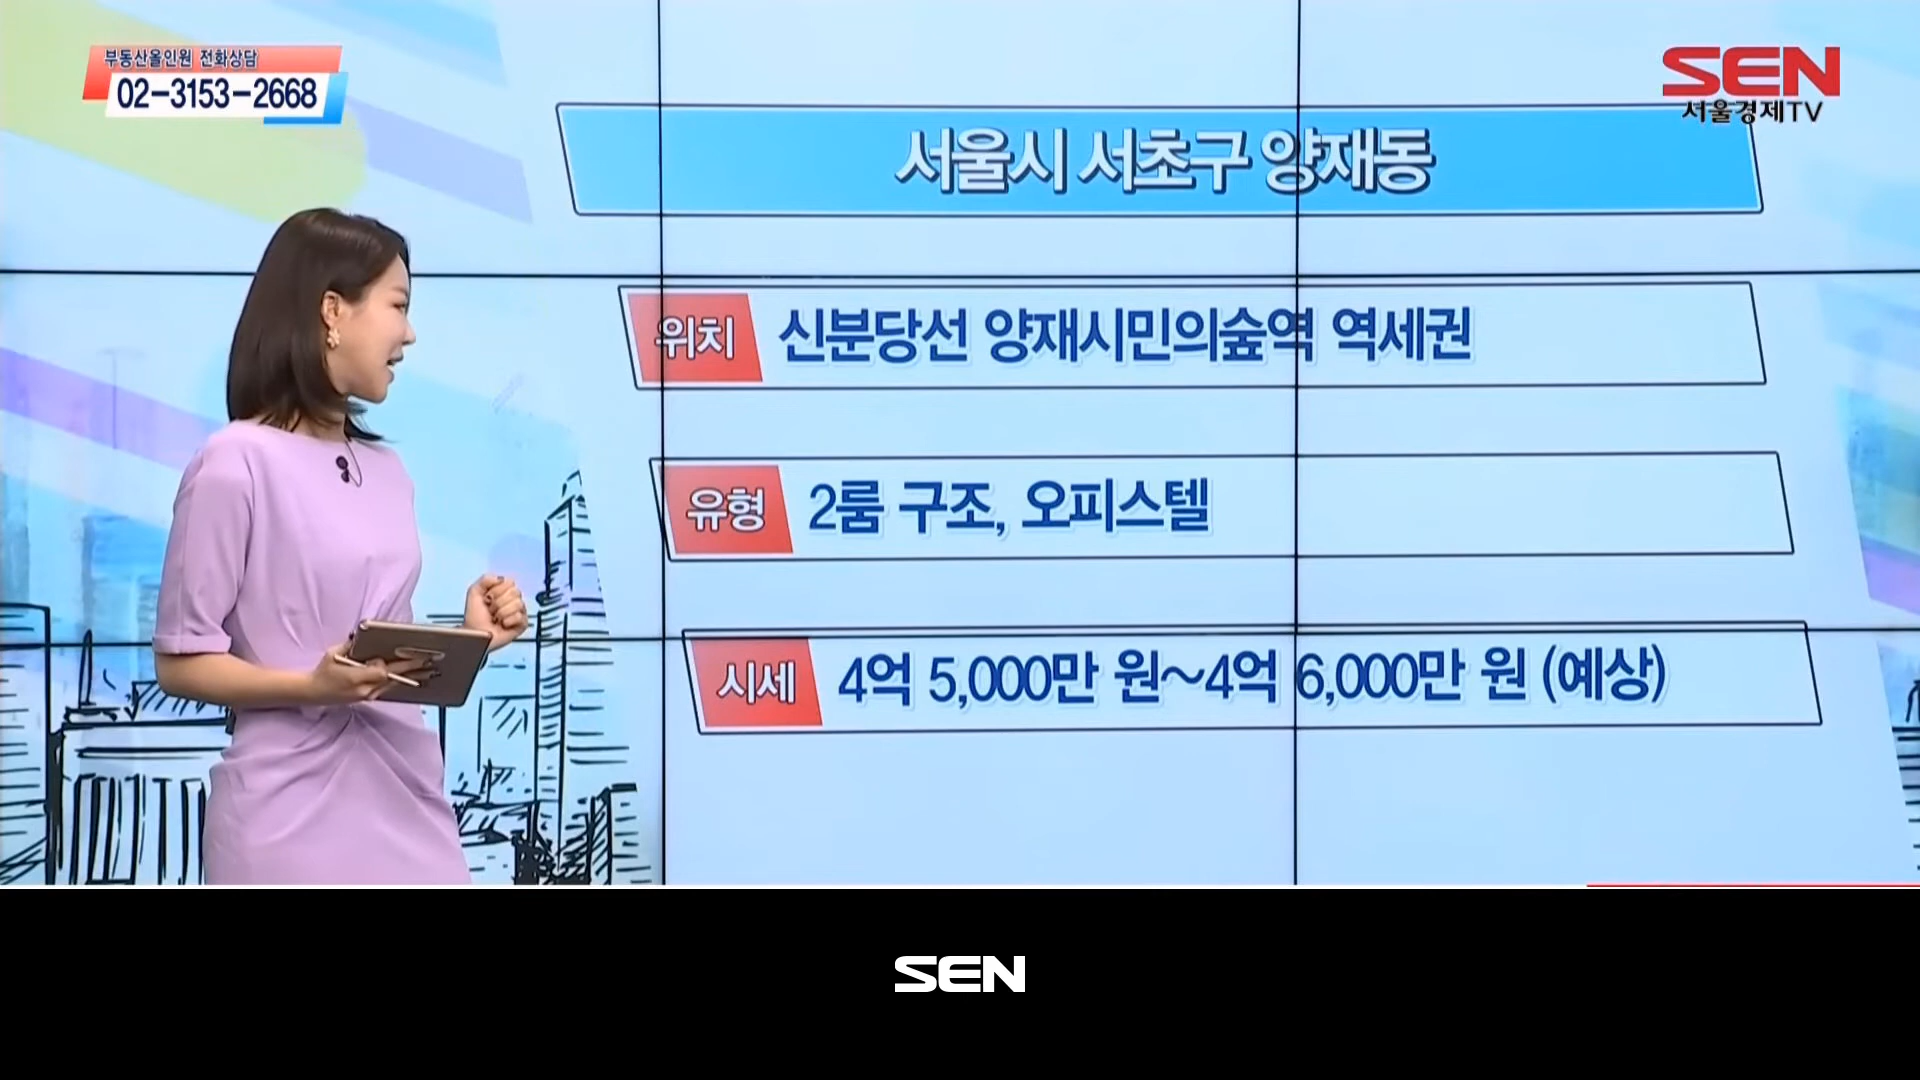 부동산올인원 전화상담
02-3153-2668
SEN
서울경제TV
서울시 서초구 양재동
위치 신분당선 양재시민의숲역 역세권
유형 2룸 구조, 오피스텔
시세 4억 5,000만 원~4억 6,000만 원 (예상)
SEN